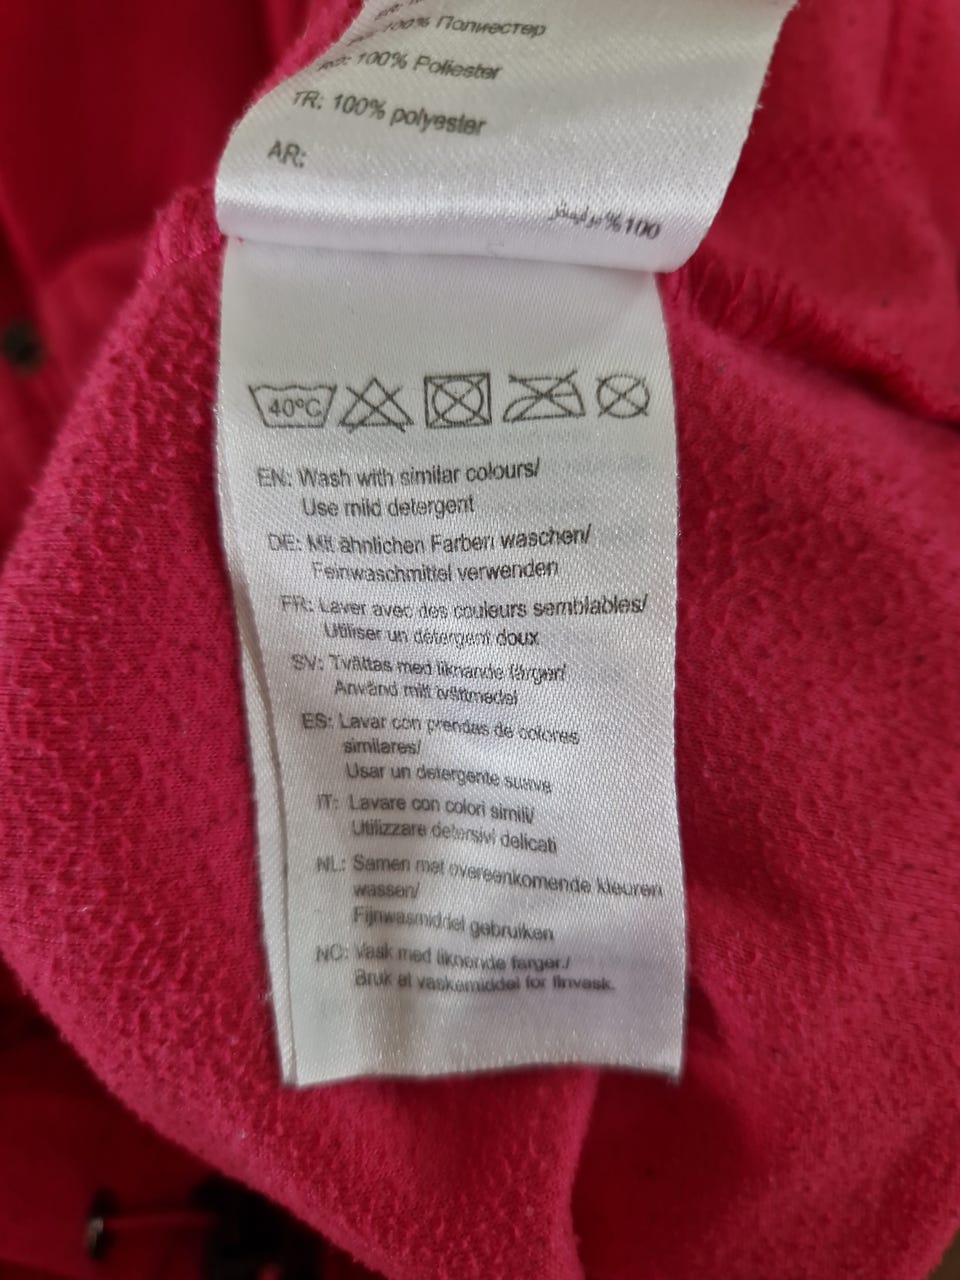 100% Полиестер
100% Poliester
TR: 100% polyester
AR:
%100
40°C
EN: Wash with similar colours/
Use mild detergent
DE: Mit ähnlichen Farben waschen/
Feinwaschmittel verwenden
FR: Laver avec des couleurs semblables/
Utiliser un détergent doux
SV: Tvättas med liknande färger/
Använd milt tvättmedel
ES: Lavar con prendas de colores
similares/
Usar un detergente suave
IT: Lavare con colori simili/
Utilizzare detersivi delicati
NL: Samen met overeenkomende kleuren
wassen/
Fijnwasmiddel gebruiken
NO: Vask med liknende farger./
Bruk et vaskemiddel for finvask.